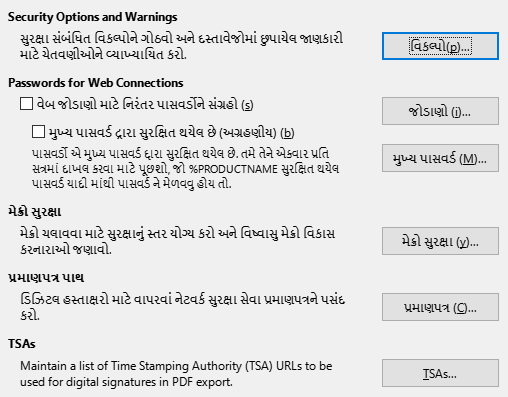 Security Options and Warnings
સુરક્ષા સંબંધિત વિકલ્પોને ગોઠવો અને દસ્તાવેજોમાં છુપાયેલ જાણકારી
માટે ચેતવણીઓને વ્યાખ્યાયિત કરો.
વિકલ્પો(p)...
Passwords for Web Connections
વેબ જોડાણો માટે નિરંતર પાસવર્ડોને સંગ્રહો (s)
જોડાણો (i)...
મુખ્ય પાસવર્ડ દ્વારા સુરક્ષિત થયેલ છે (અગ્રહણીય) (b)
પાસવર્ડો એ મુખ્ય પાસવર્ડ દ્વારા સુરક્ષિત થયેલ છે. તમે તેને એકવાર પ્રતિ
સત્રમાં દાખલ કરવા માટે પૂછશો, જો %PRODUCTNAME સુરક્ષિત થયેલ
પાસવર્ડ યાદી માંથી પાસવર્ડ ને મેળવવુ હોય તો.
મુખ્ય પાસવર્ડ (M)...
મેક્રો સુરક્ષા
મેક્રો ચલાવવા માટે સુરક્ષાનું સ્તર યોગ્ય કરો અને વિશ્વાસુ મેક્રો વિકાસ
કરનારાઓ જણાવો.
મેક્રો સુરક્ષા (y)...
પ્રમાણપત્ર પાથ
ડિઝિટલ હસ્તાક્ષરો માટે વાપરવાં નેટવર્ક સુરક્ષા સેવા પ્રમાણપત્રને પસંદ
કરો.
પ્રમાણપત્ર (C)...
TSAs
Maintain a list of Time Stamping Authority (TSA) URLs to be
used for digital signatures in PDF export.
TSAs...